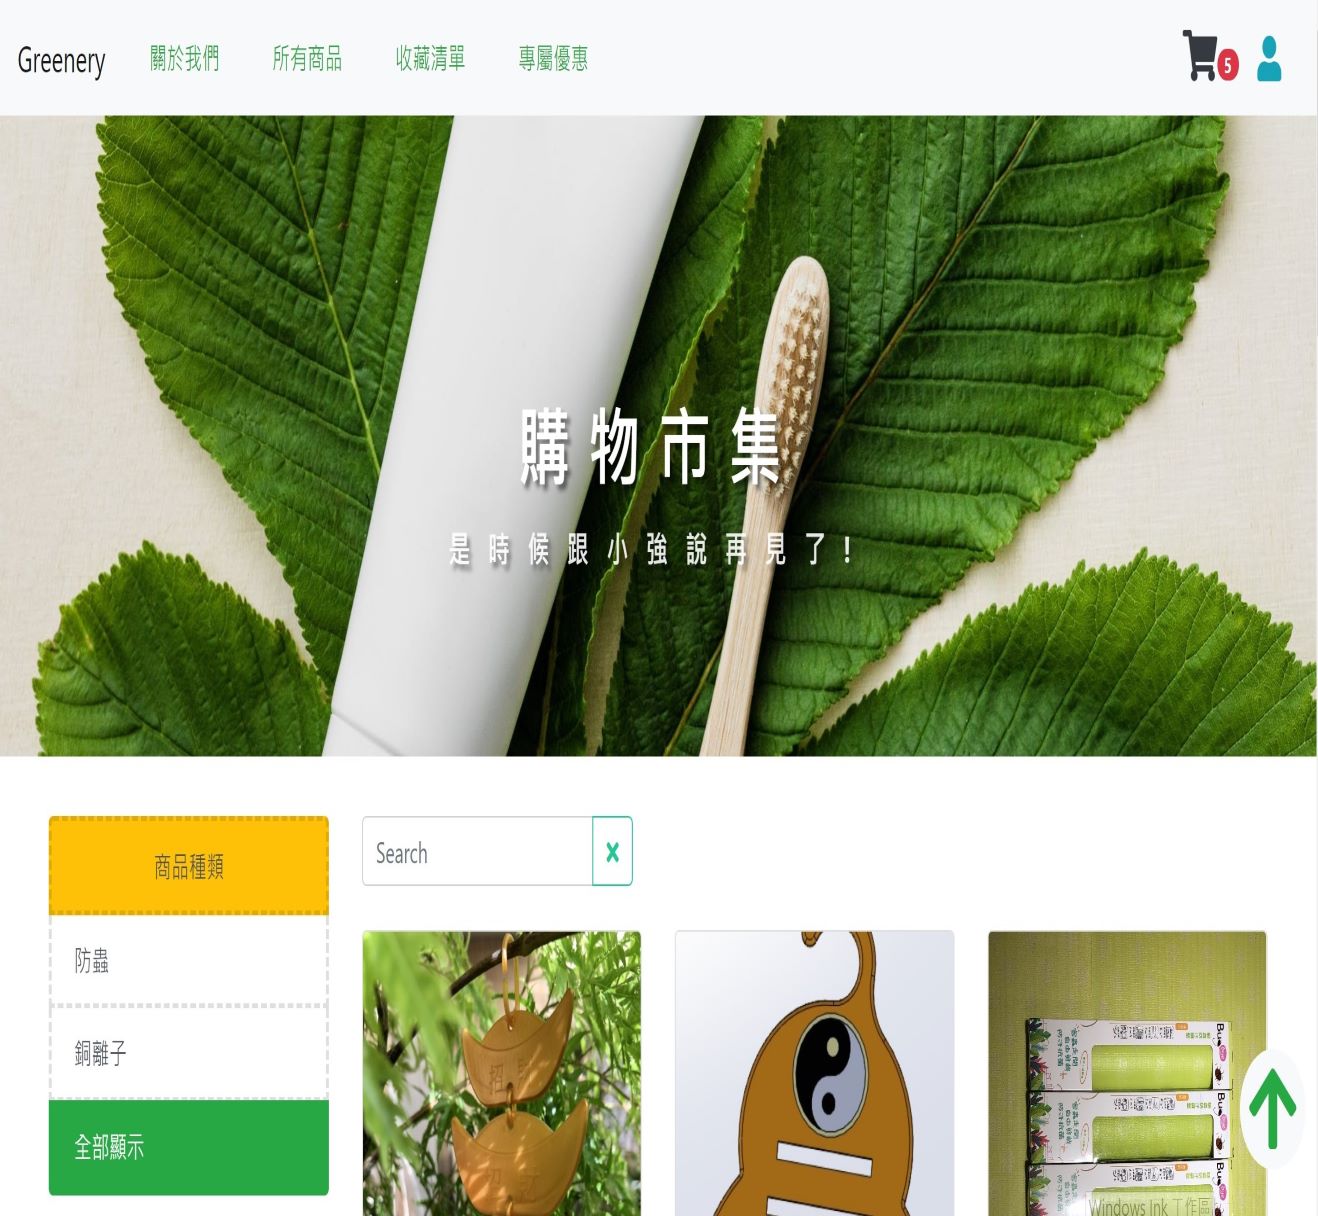 Greenery
關於我們
所有商品
收藏清單
專屬優惠
5
購物市集
是時候跟小強說再見了!
商品種類
防蟲
銅離子
全部顯示
Search
招財
招財
Windows Ink 工作區